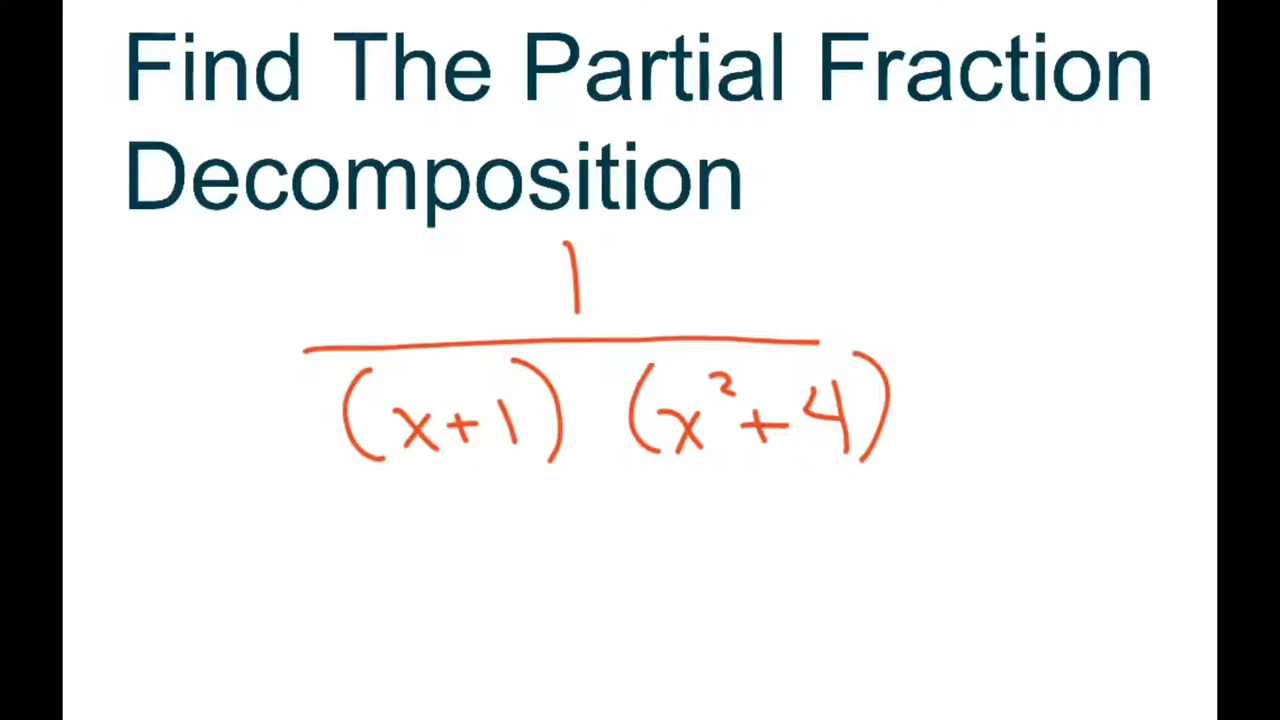 Find The Partial Fraction
Decomposition
1
(x+1) (x²+4)